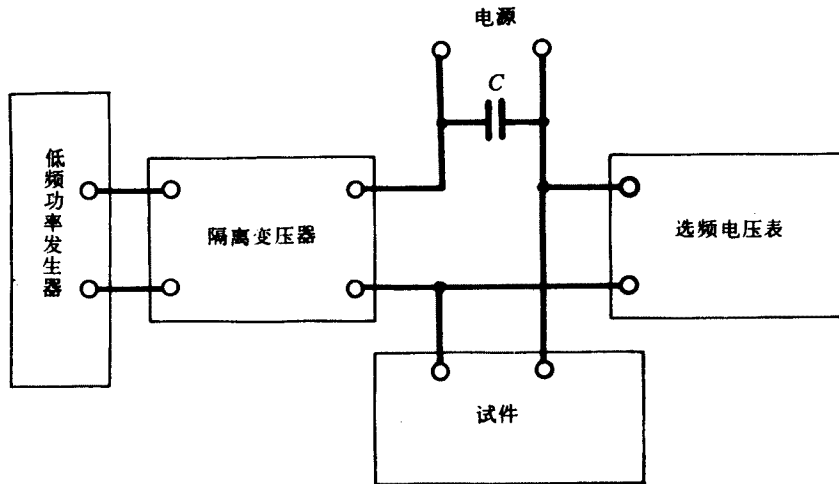 电源
C
低频功率发生器
隔离变压器
选频电压表
试件